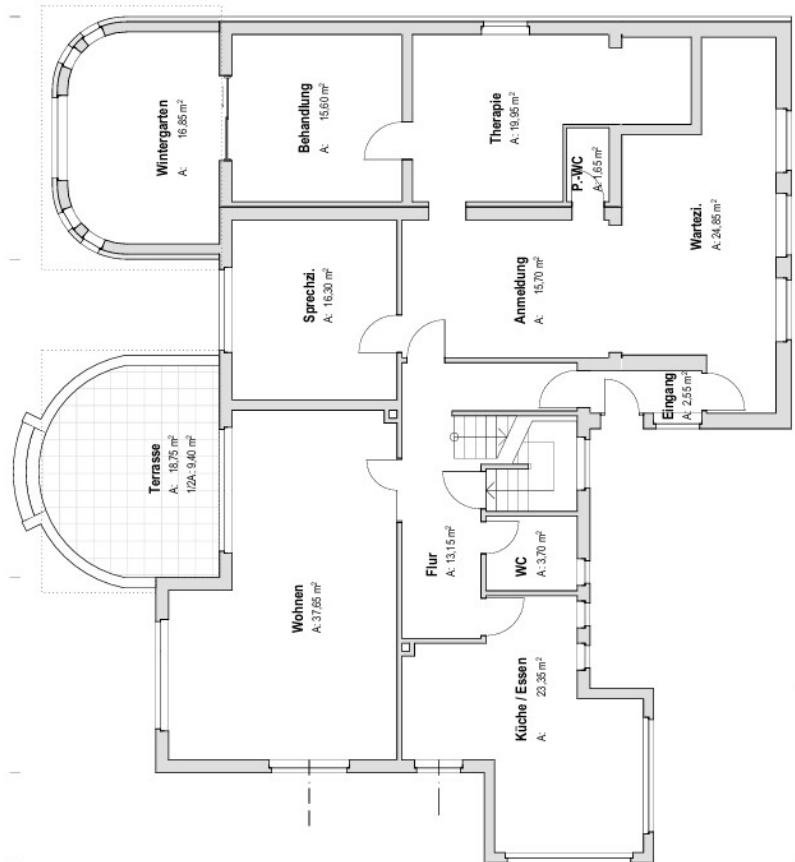 Wintergarten
A: 16,85 m²
Behandlung
A: 15,60 m²
Therapie
A: 19,95 m²
P.-WC
A: 1,65 m²
Wartezi.
A: 24,85 m²
Sprechzi.
A: 16,30 m²
Anmeldung
A: 15,70 m²
Eingang
A: 2,55 m²
Terrasse
A: 18,75 m²
1/2A: 9,40 m²
Wohnen
A: 37,65 m²
Flur
A: 13,15 m²
WC
A: 3,70 m²
Küche / Essen
A: 23,35 m²